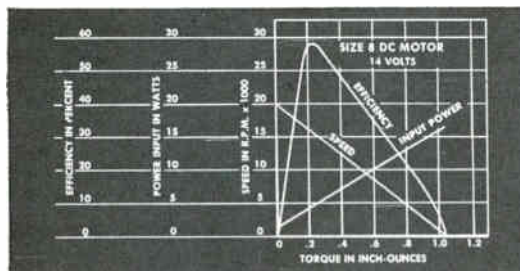 SIZE 8 DC MOTOR
14 VOLTS
EFFICIENCY IN PERCENT
60
50
40
30
20
10
0
POWER INPUT IN WATTS
30
25
20
15
10
5
0
SPEED IN R.P.M. x 1000
30
25
20
15
10
5
0
EFFICIENCY
INPUT POWER
SPEED
0 .2 .4 .6 .8 1.0 1.2
TORQUE IN INCH-OUNCES